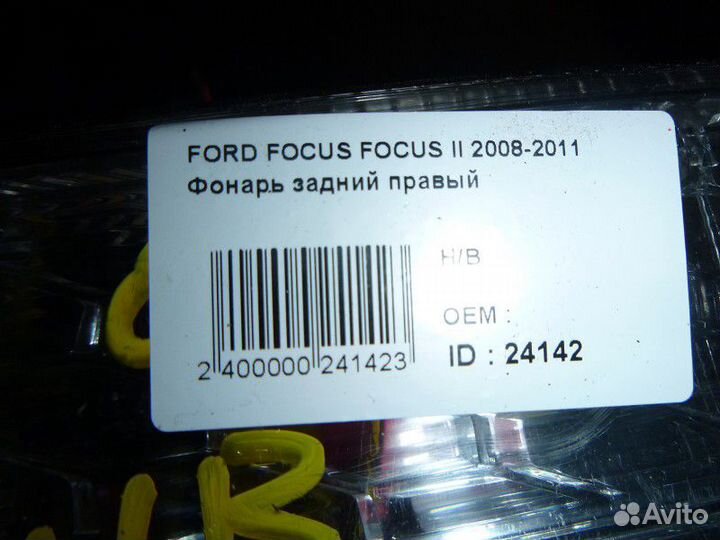 FORD FOCUS FOCUS II 2008-2011
Фонарь задний правый
H/B
OEM :
ID : 24142
2 400000 241423
Avito